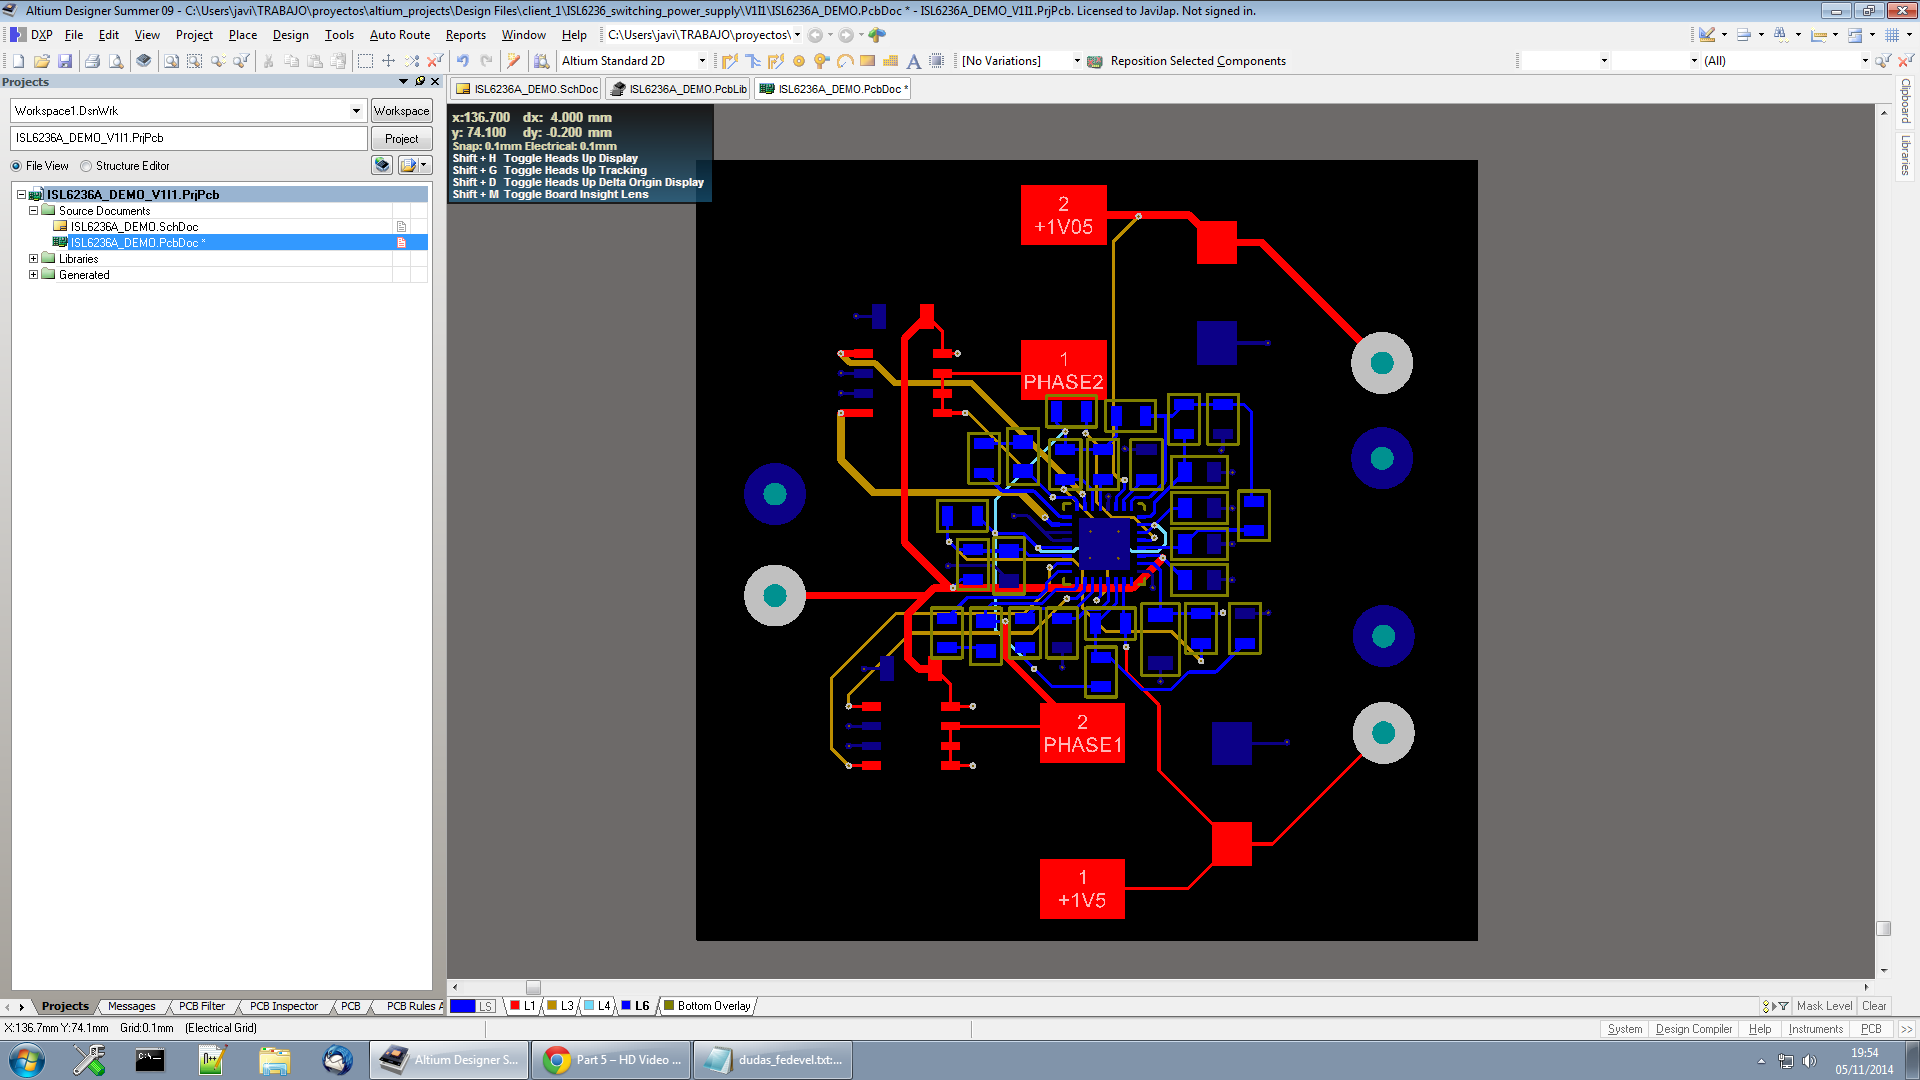 Altium Designer Summer 09 - C:\Users\javi\TRABAJO\proyectos\altium_projects\Design Files\client_1\ISL6236_switching_power_supply\V1I1\ISL6236A_DEMO.PcbDoc * - ISL6236A_DEMO_V1I1.PrjPcb. Licensed to JaviJap. Not signed in.
DXP File Edit View Project Place Design Tools Auto Route Reports Window Help C:\Users\javi\TRABAJO\proyectos\
Altium Standard 2D [No Variations] Reposition Selected Components (All)
Projects
ISL6236A_DEMO.SchDoc ISL6236A_DEMO.PcbLib ISL6236A_DEMO.PcbDoc *
Workspace1.DsnWrk Workspace
ISL6236A_DEMO_V1I1.PrjPcb Project
File View Structure Editor
ISL6236A_DEMO_V1I1.PrjPcb
Source Documents
ISL6236A_DEMO.SchDoc
ISL6236A_DEMO.PcbDoc *
Libraries
Generated
x:136.700 dx: 4.000 mm
y: 74.100 dy: -0.200 mm
Snap: 0.1mm Electrical: 0.1mm
Shift + H Toggle Heads Up Display
Shift + G Toggle Heads Up Tracking
Shift + D Toggle Heads Up Delta Origin Display
Shift + M Toggle Board Insight Lens
2
+1V05
1
PHASE2
2
PHASE1
1
+1V5
Clipboard
Libraries
Projects Messages PCB Filter PCB Inspector PCB PCB Rules A
LS L1 L3 L4 L6 Bottom Overlay Mask Level Clear
X:136.7mm Y:74.1mm Grid:0.1mm (Electrical Grid) System Design Compiler Help Instruments PCB >>
Altium Designer S... Part 5 – HD Video ... dudas_fedevel.txt:...
C:\_
19:54
05/11/2014